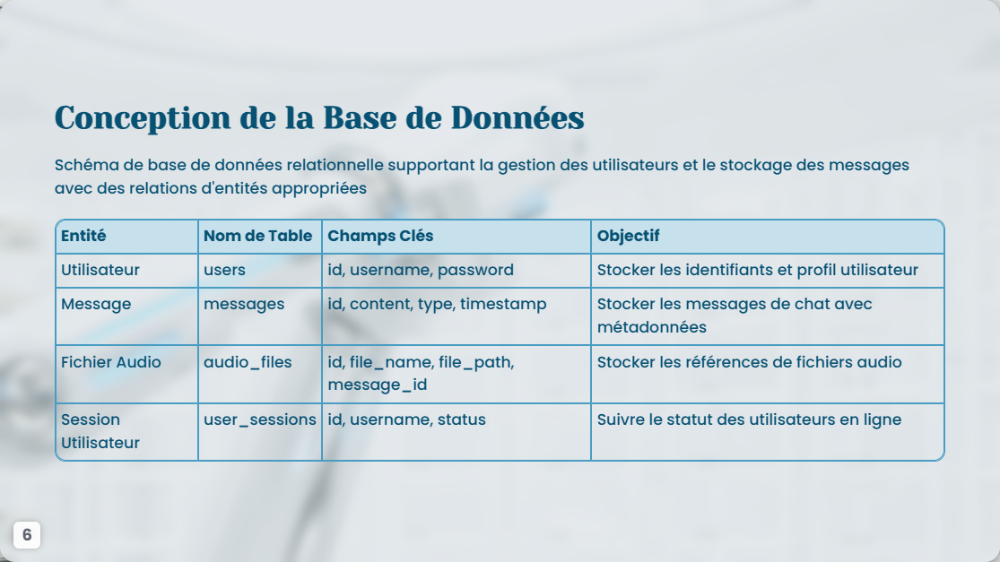 Conception de la Base de Données
Schéma de base de données relationnelle supportant la gestion des utilisateurs et le stockage des messages
avec des relations d'entités appropriées
Entité Nom de Table Champs Clés Objectif
Utilisateur users id, username, password Stocker les identifiants et profil utilisateur
Message messages id, content, type, timestamp Stocker les messages de chat avec
métadonnées
Fichier Audio audio_files id, file_name, file_path, Stocker les références de fichiers audio
message_id
Session user_sessions id, username, status Suivre le statut des utilisateurs en ligne
Utilisateur
6